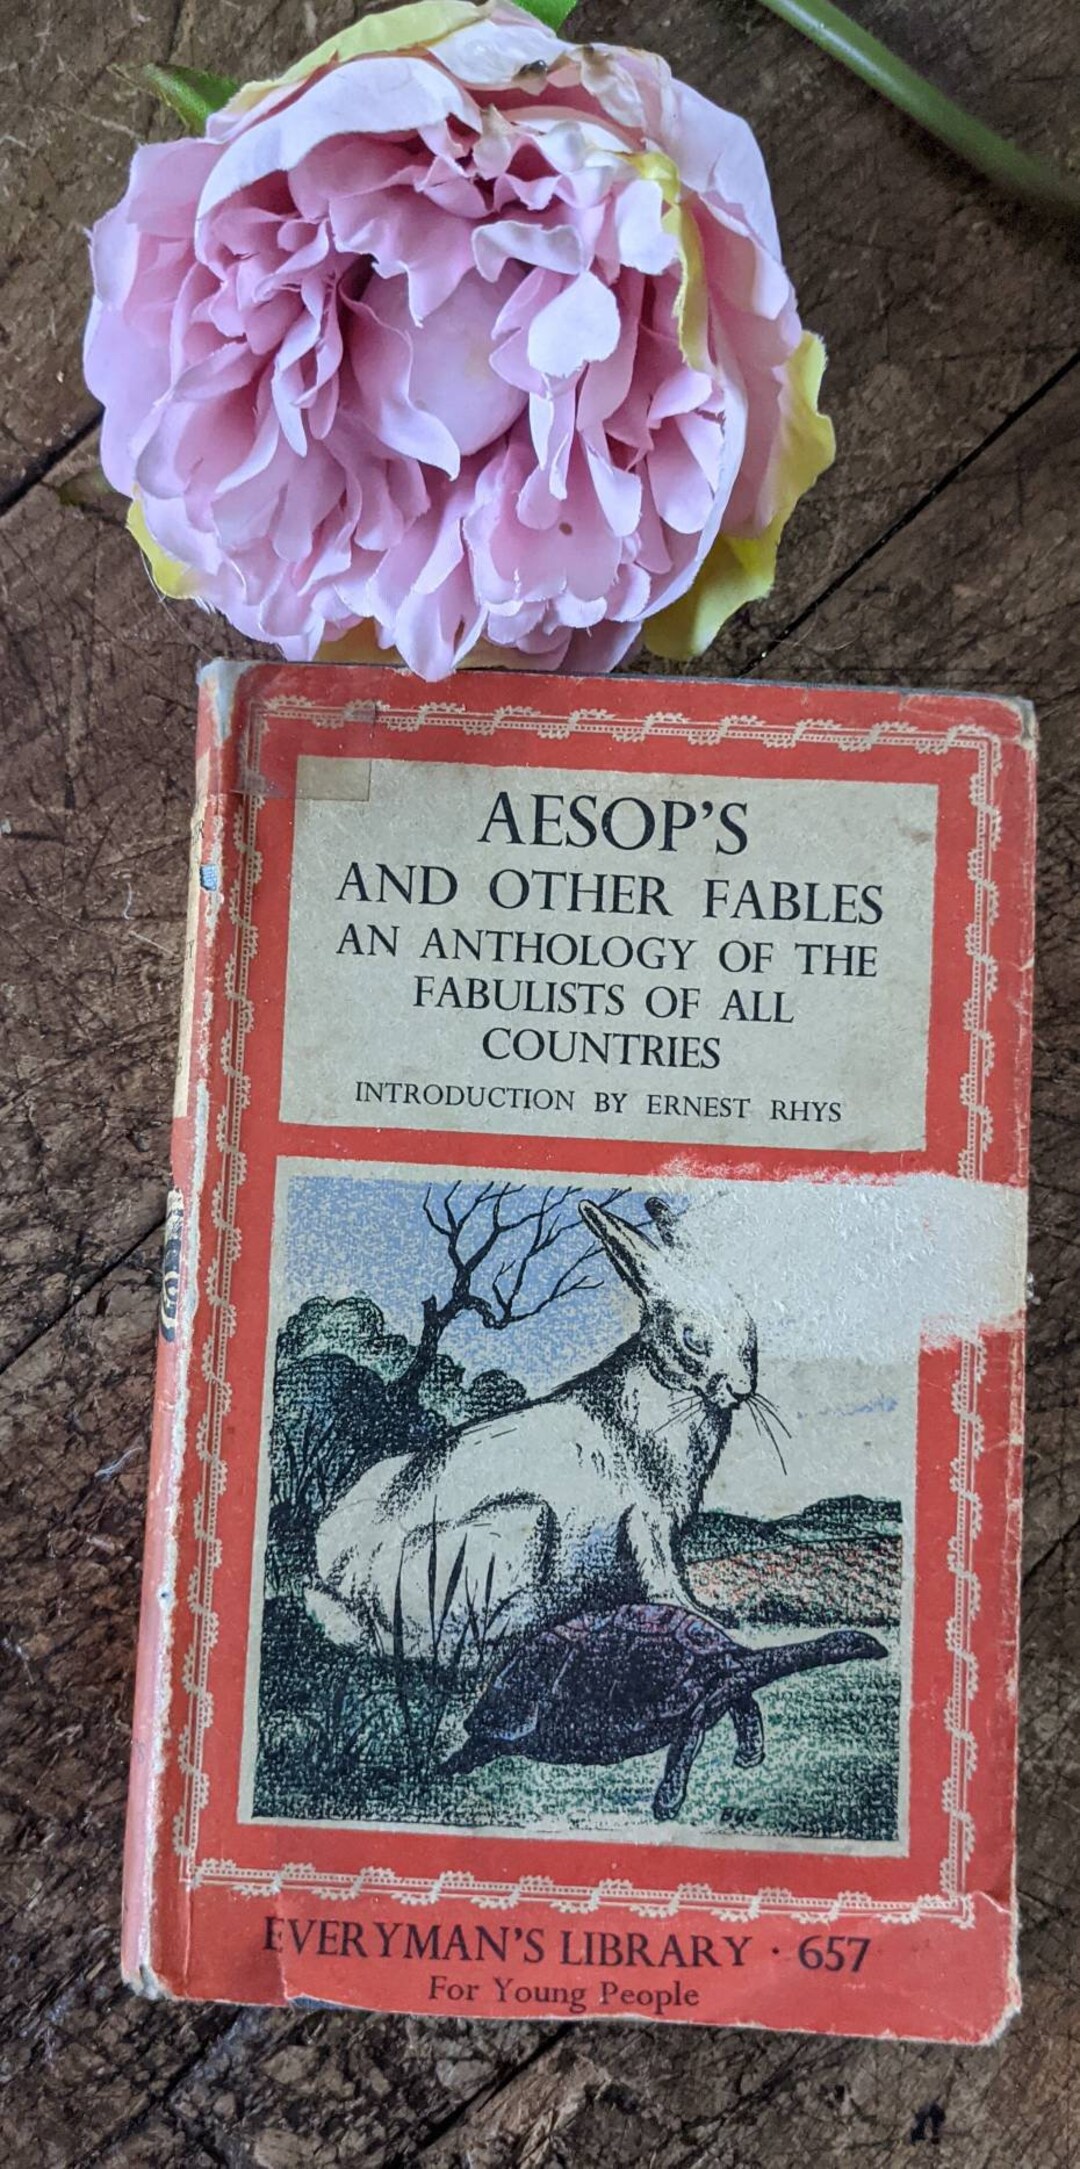 AESOP'S
AND OTHER FABLES
AN ANTHOLOGY OF THE
FABULISTS OF ALL
COUNTRIES
INTRODUCTION BY ERNEST RHYS
EVERYMAN'S LIBRARY · 657
For Young People